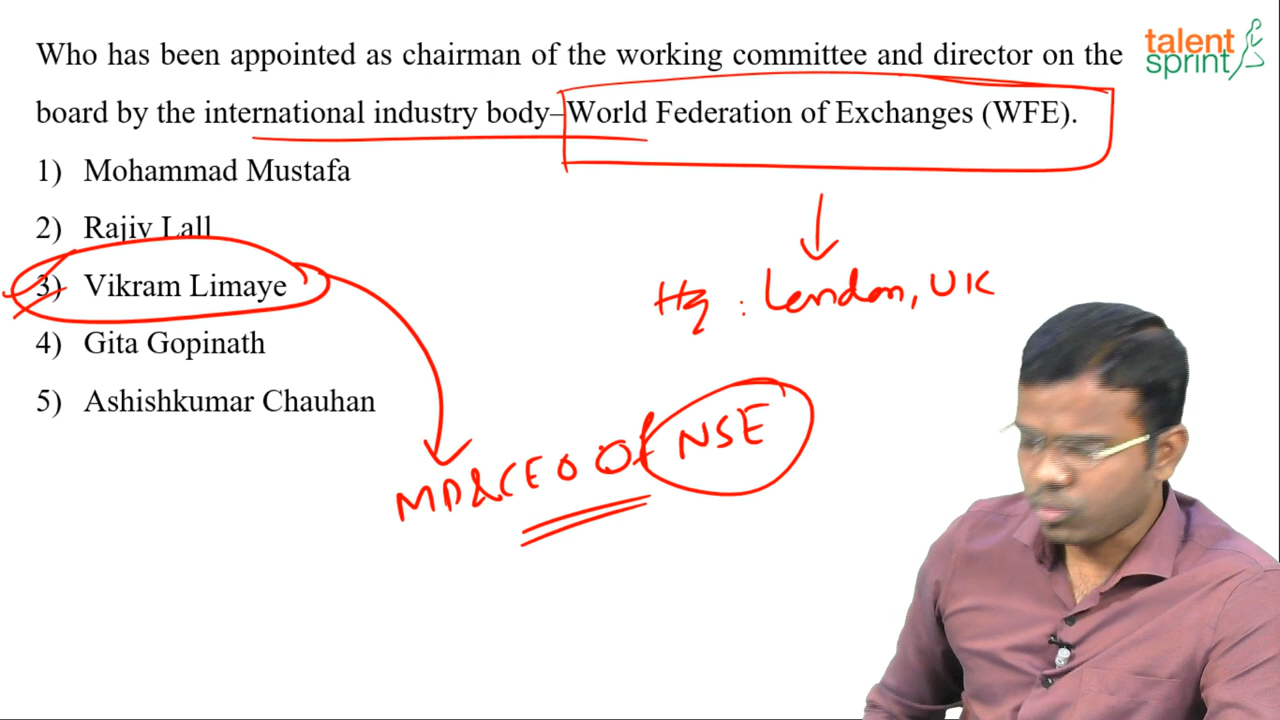 talent
sprint
Who has been appointed as chairman of the working committee and director on the
board by the international industry body–World Federation of Exchanges (WFE).
1) Mohammad Mustafa
2) Rajiv Lall
3) Vikram Limaye
4) Gita Gopinath
5) Ashishkumar Chauhan
Hq : London, UK
MD&CEO Of NSE